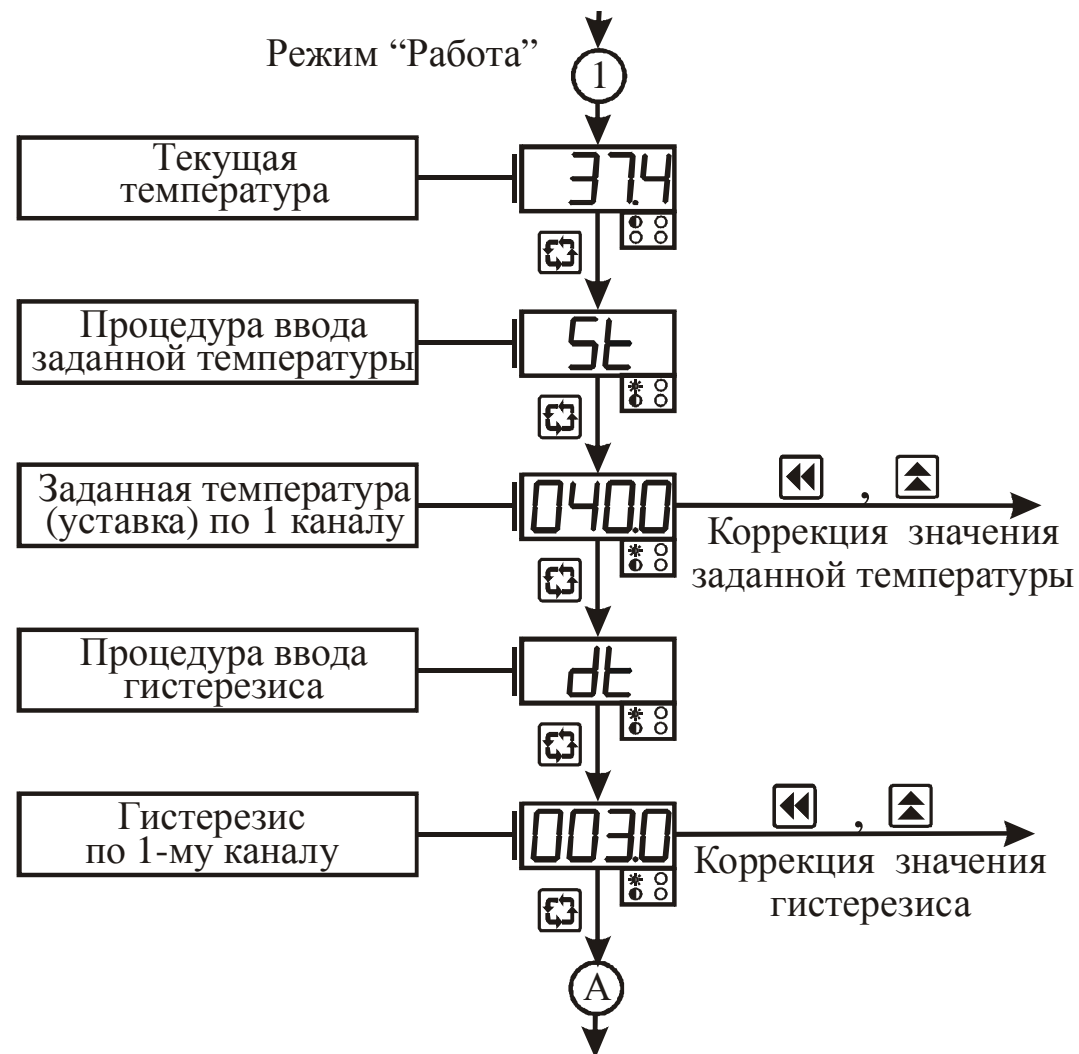 Режим “Работа”
1
Текущая
температура
37.4
Процедура ввода
заданной температуры
St
Заданная температура
(уставка) по 1 каналу
040.0
,
Коррекция значения
заданной температуры
Процедура ввода
гистерезиса
dt
Гистерезис
по 1-му каналу
003.0
,
Коррекция значения
гистерезиса
A